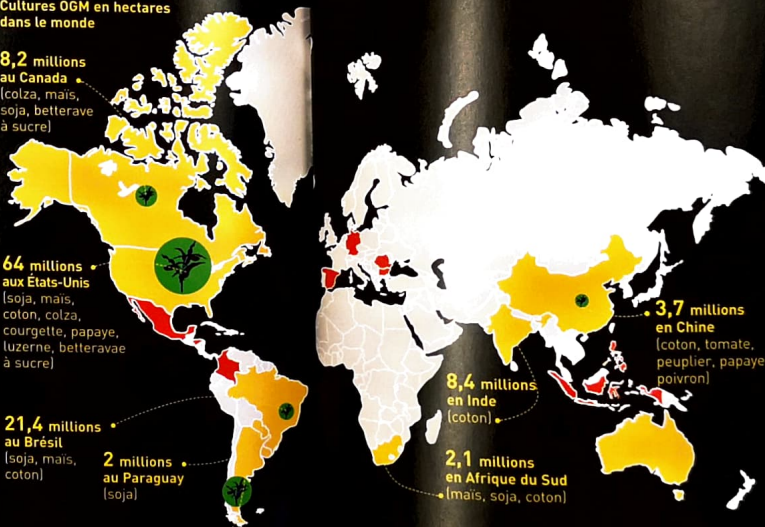 Cultures OGM en hectares
dans le monde
8,2 millions
au Canada
(colza, maïs,
soja, betterave
à sucre)
64 millions
aux États-Unis
(soja, maïs,
coton, colza,
courgette, papaye,
luzerne, betteravae
à sucre)
21,4 millions
au Brésil
(soja, maïs,
coton)
2 millions
au Paraguay
(soja)
8,4 millions
en Inde
(coton)
2,1 millions
en Afrique du Sud
(maïs, soja, coton)
3,7 millions
en Chine
(coton, tomate,
peuplier, papaye
poivron)